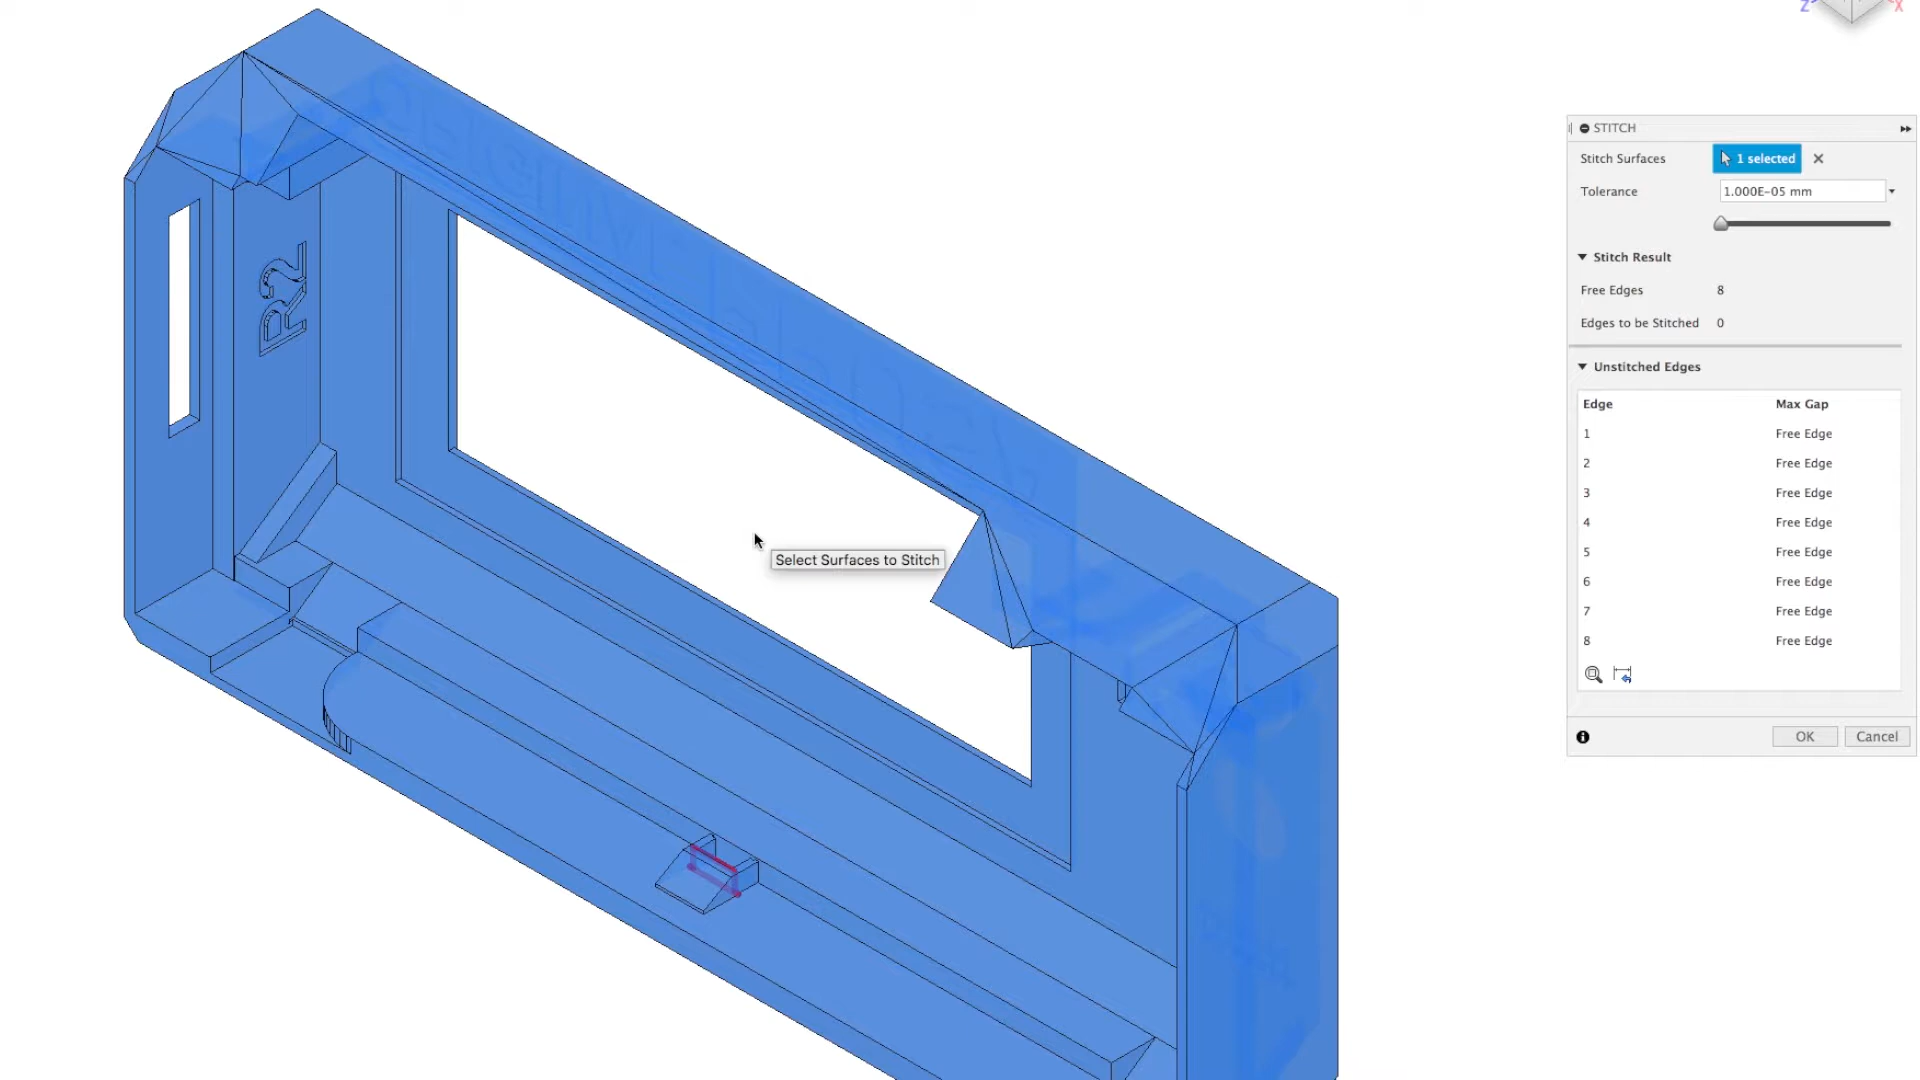 Z
X
STITCH
Stitch Surfaces 1 selected
Tolerance 1.000E-05 mm
Stitch Result
Free Edges 8
Edges to be Stitched 0
Unstitched Edges
Edge Max Gap
1 Free Edge
2 Free Edge
3 Free Edge
4 Free Edge
5 Free Edge
6 Free Edge
7 Free Edge
8 Free Edge
OK Cancel
Select Surfaces to Stitch
R2